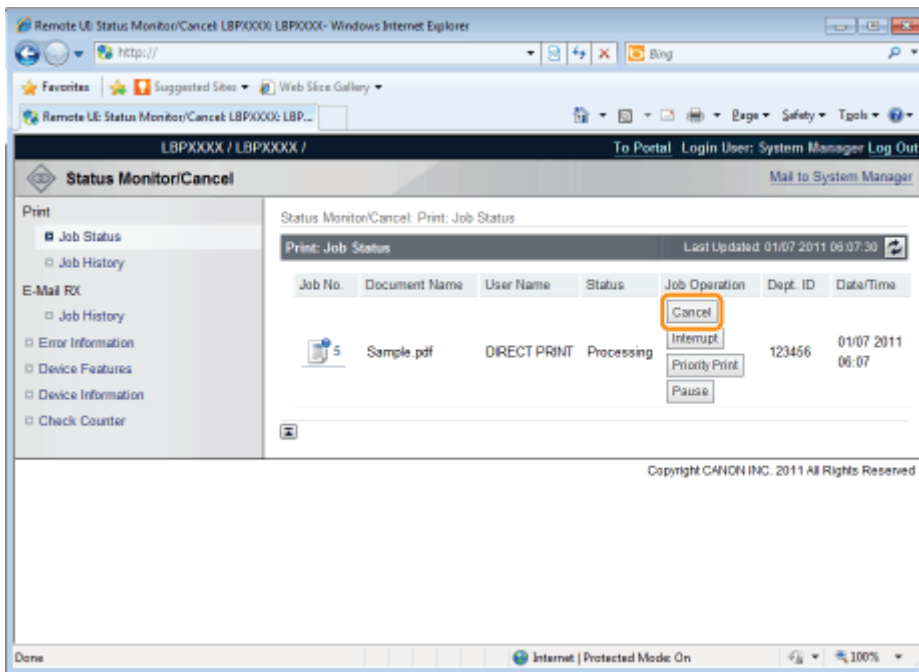 Remote UI: Status Monitor/Cancel: LBPXXXX: LBPXXXX- Windows Internet Explorer
http://
Bing
Favorites Suggested Sites Web Slice Gallery
Remote UI: Status Monitor/Cancel: LBPXXXX: LBP...
Page Safety Tools
LBPXXXX / LBPXXXX /
To Portal Login User: System Manager Log Out
Status Monitor/Cancel
Mail to System Manager
Print
Job Status
Job History
E-Mail RX
Job History
Error Information
Device Features
Device Information
Check Counter
Status Monitor/Cancel: Print: Job Status
Print: Job Status Last Updated: 01/07 2011 06:07:30
Job No. Document Name User Name Status Job Operation Dept. ID Date/Time
5 Sample.pdf DIRECT PRINT Processing
Cancel
Interrupt
Priority Print
Pause
123456
01/07 2011
06:07
Copyright CANON INC. 2011 All Rights Reserved
Done Internet | Protected Mode: On 100%